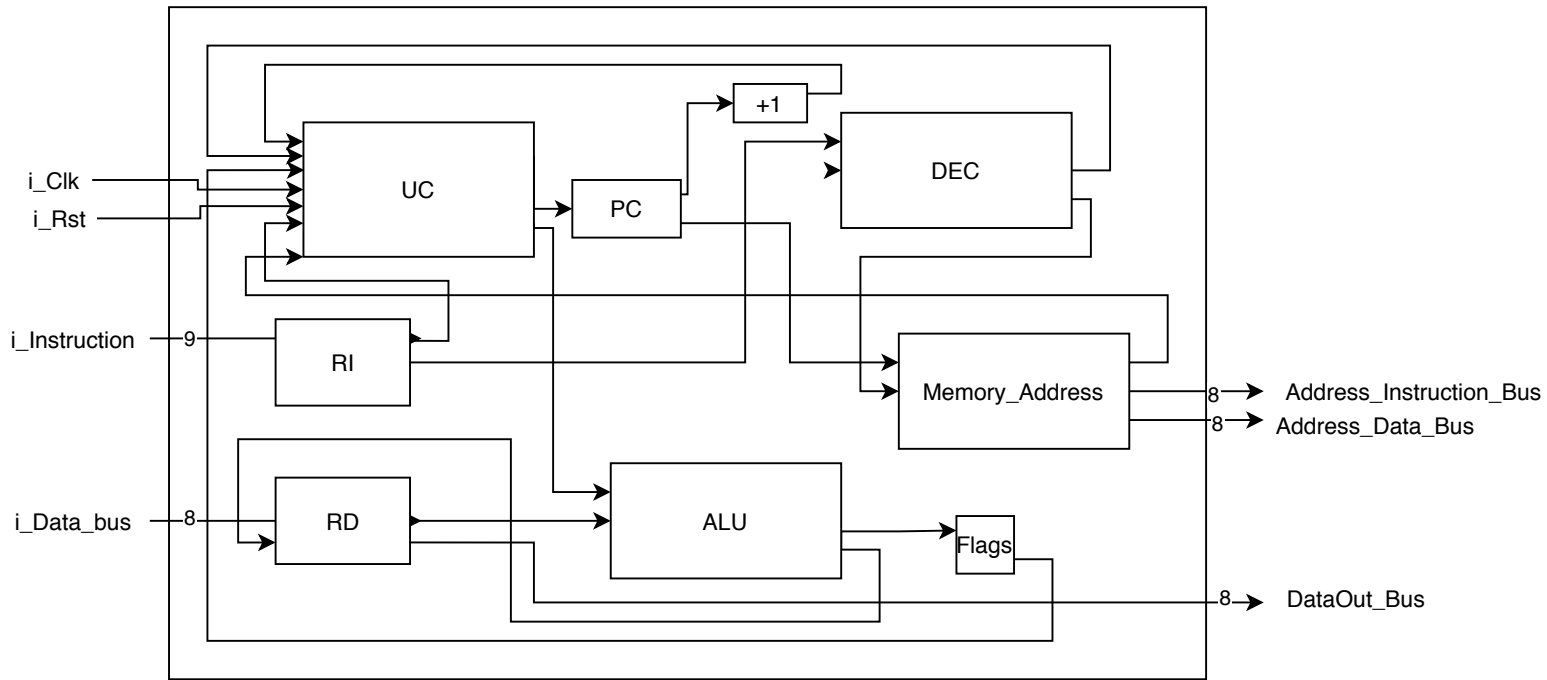 +1
DEC
UC
i_Clk
PC
i_Rst
i_Instruction
9
RI
Memory_Address
8
Address_Instruction_Bus
8
Address_Data_Bus
i_Data_bus
8
RD
ALU
Flags
8
DataOut_Bus